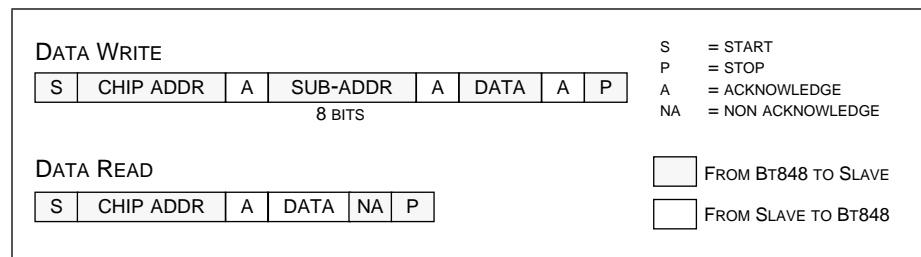 DATA WRITE
S CHIP ADDR A SUB-ADDR A DATA A P
8 BITS
DATA READ
S CHIP ADDR A DATA NA P
S = START
P = STOP
A = ACKNOWLEDGE
NA = NON ACKNOWLEDGE
FROM BT848 TO SLAVE
FROM SLAVE TO BT848